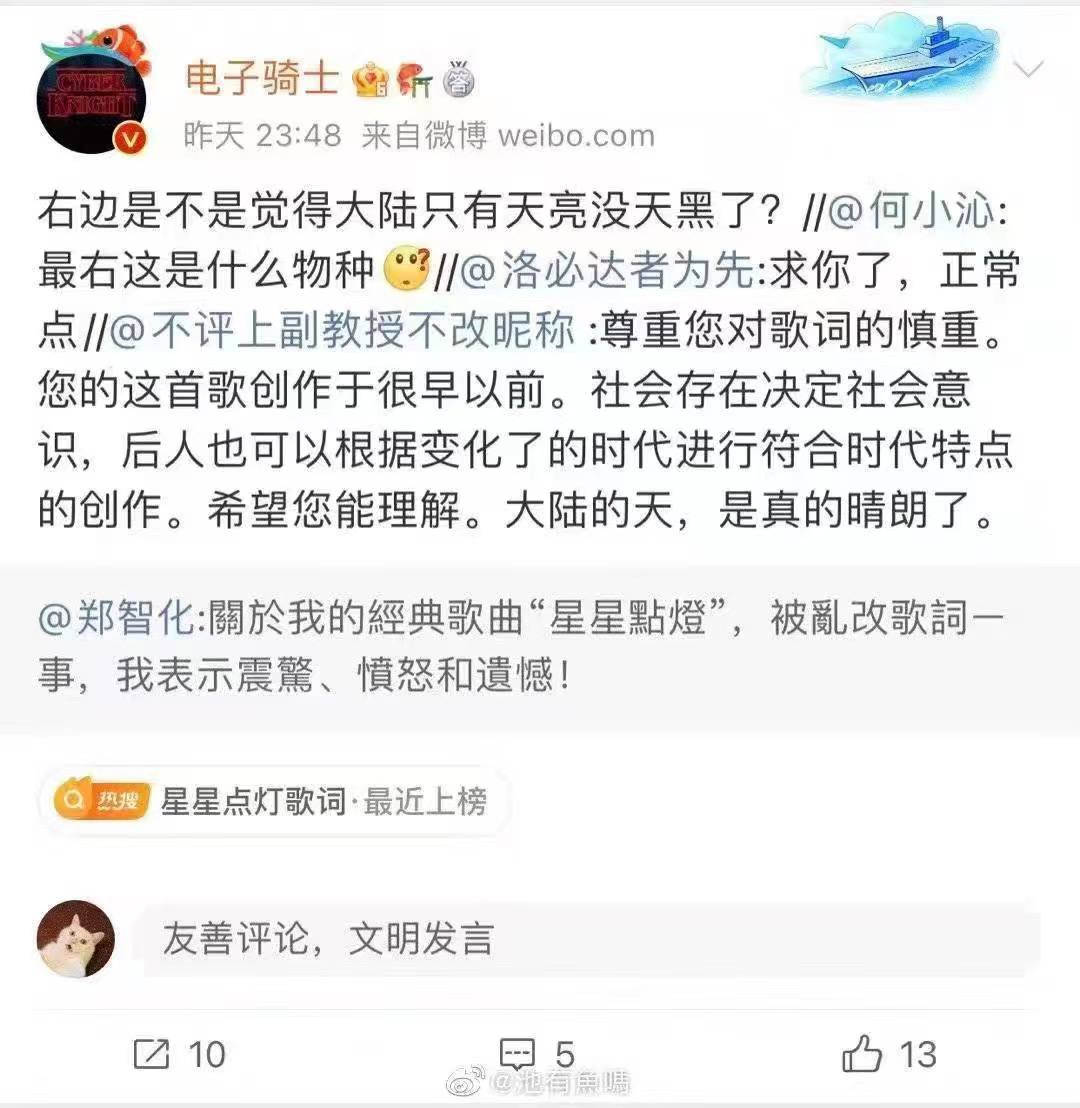 CYBER
KNIGHT
电子骑士
答
昨天 23:48 来自微博 weibo.com
右边是不是觉得大陆只有天亮没天黑了？//@何小沁:
最右这是什么物种//@洛必达者为先:求你了，正常
点//@不评上副教授不改昵称 :尊重您对歌词的慎重。
您的这首歌创作于很早以前。社会存在决定社会意
识，后人也可以根据变化了的时代进行符合时代特点
的创作。希望您能理解。大陆的天，是真的晴朗了。
@郑智化:關於我的經典歌曲“星星點燈”，被亂改歌詞一
事，我表示震驚、憤怒和遺憾！
热搜 星星点灯歌词·最近上榜
友善评论，文明发言
10 5 13
@池有魚嗎